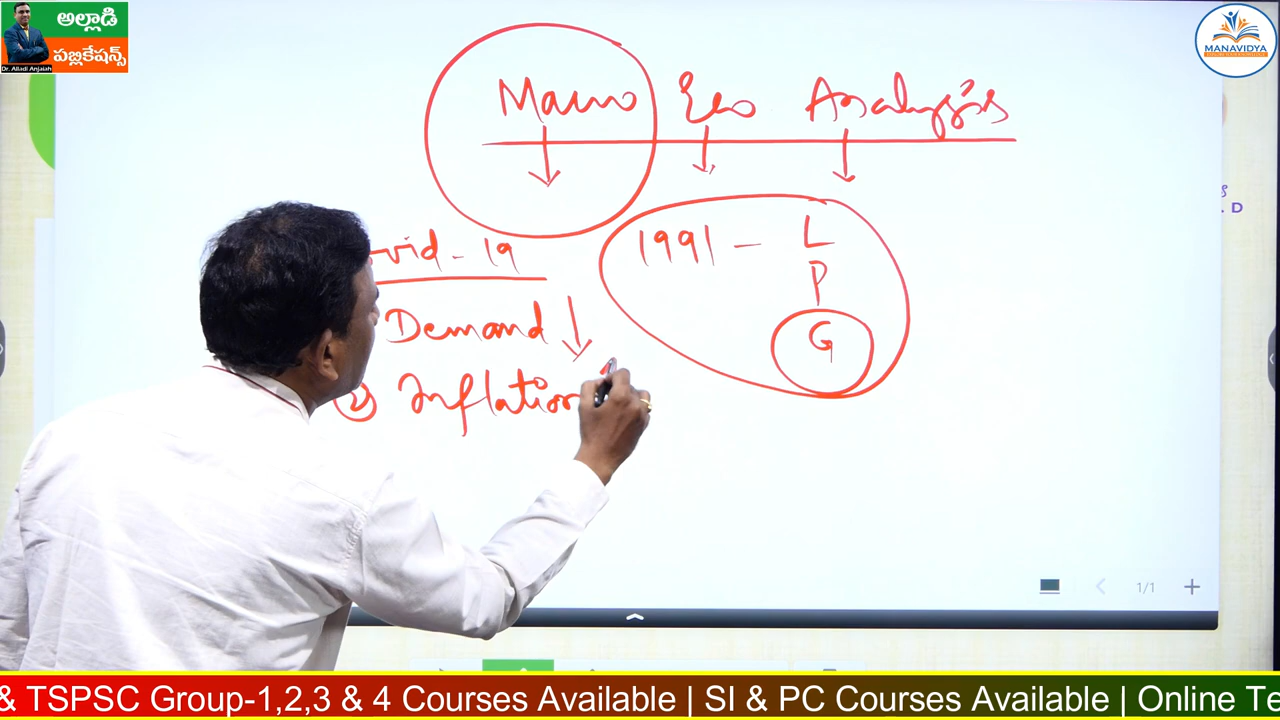 అల్లాడి
పబ్లికేషన్స్
Dr. Alladi Anjaiah
MANAVIDYA
Macro Eco Analysis
vid - 19
1991 - L
P
G
Demand ↓
2) Inflation
D
1/1
& TSPSC Group-1,2,3 & 4 Courses Available | SI & PC Courses Available | Online Te